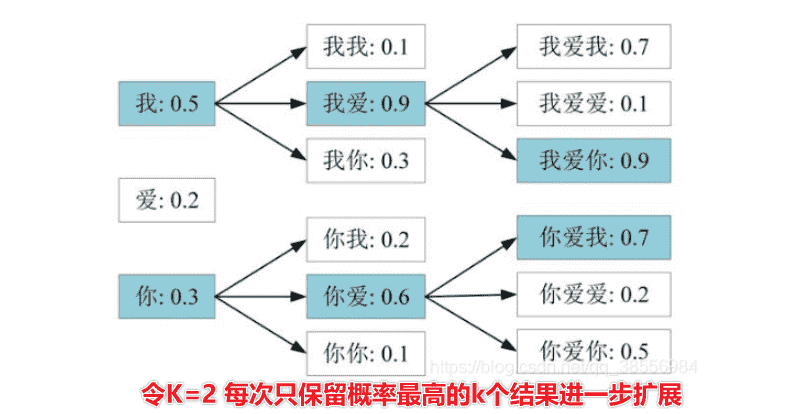 我我: 0.1
我爱我: 0.7
我: 0.5
我爱: 0.9
我爱爱: 0.1
我你: 0.3
我爱你: 0.9
爱: 0.2
你我: 0.2
你爱我: 0.7
你: 0.3
你爱: 0.6
你爱爱: 0.2
你你: 0.1
你爱你: 0.5
https://blog.csdn.net/qq_38556984
令K=2 每次只保留概率最高的k个结果进一步扩展